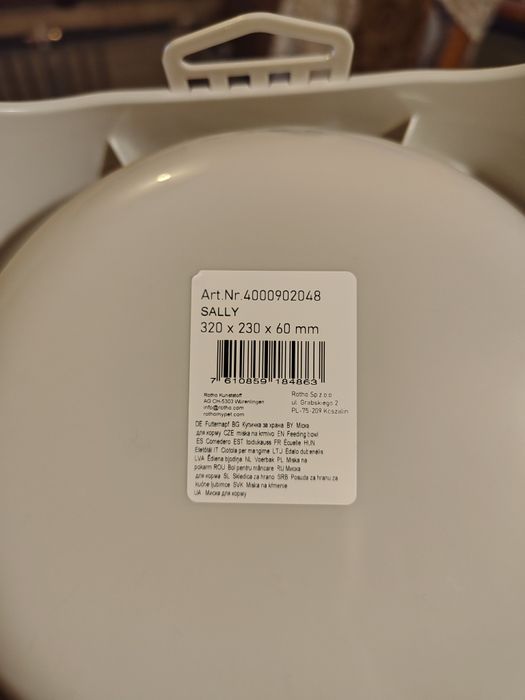 Art.Nr.4000902048
SALLY
320 x 230 x 60 mm
7 610859 184863
Rotho Kunststoff
AG CH-5303 Würenlingen
info@rotho.com
rothomypet.com
Rotho Sp z o o
ul. Grabskiego 2
PL-75-209 Koszalin
DE Futternapf BG Купичка за храна BY Міска
для корму CZE miska na krmivo EN Feeding bowl
ES Comedero EST toidukauss FR Écuelle HUN
Eteltótál IT Ciotola per mangime LTU Ėdalo dubenėlis
LVA Ēdiena bļodiņa NL Voerbak PL Miska na
pokarm ROU Bol pentru mâncare RU Миска
для корма SL Skledica za hrano SRB Posuda za hranu za
kućne ljubimce SVK Miska na kŕmenie
UA Миска для корму